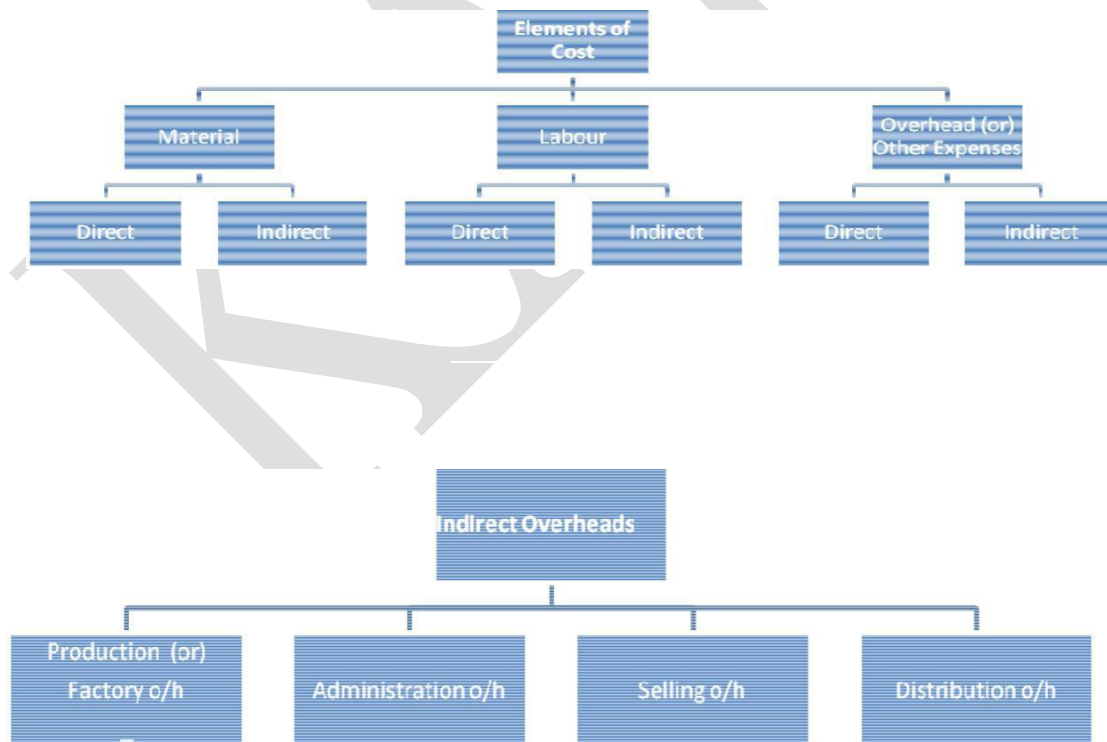 Elements of
Cost
Material
Labour
Overhead (or)
Other Expenses
Direct
Indirect
Direct
Indirect
Direct
Indirect
Indirect Overheads
Production (or)
Factory o/h
Administration o/h
Selling o/h
Distribution o/h